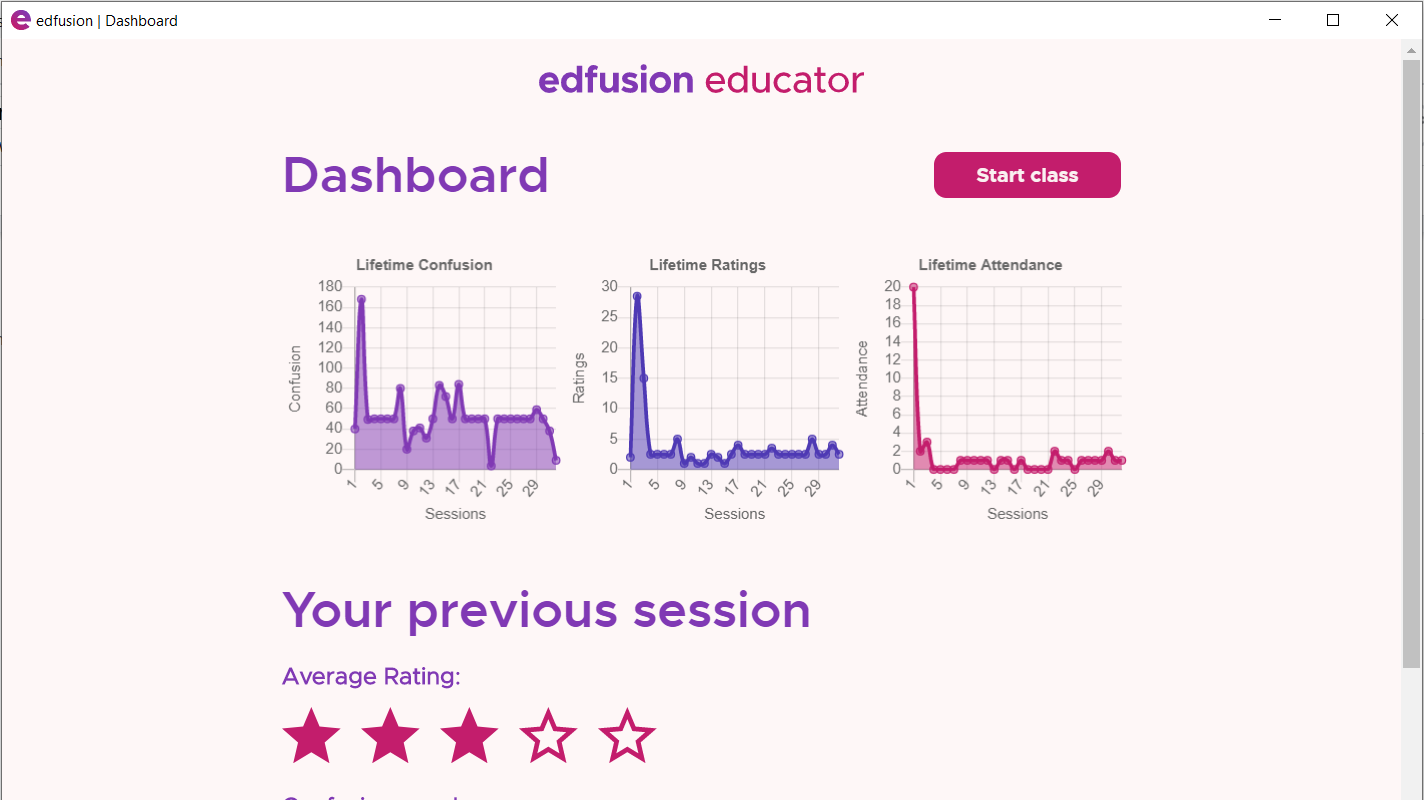 edfusion | Dashboard
edfusion educator
Dashboard
Start class
Lifetime Confusion
180
160
140
120
100
80
60
40
20
0
Confusion
1 5 9 13 17 21 25 29
Sessions
Lifetime Ratings
30
25
20
15
10
5
0
Ratings
1 5 9 13 17 21 25 29
Sessions
Lifetime Attendance
20
18
16
14
12
10
8
6
4
2
0
Attendance
1 5 9 13 17 21 25 29
Sessions
Your previous session
Average Rating: